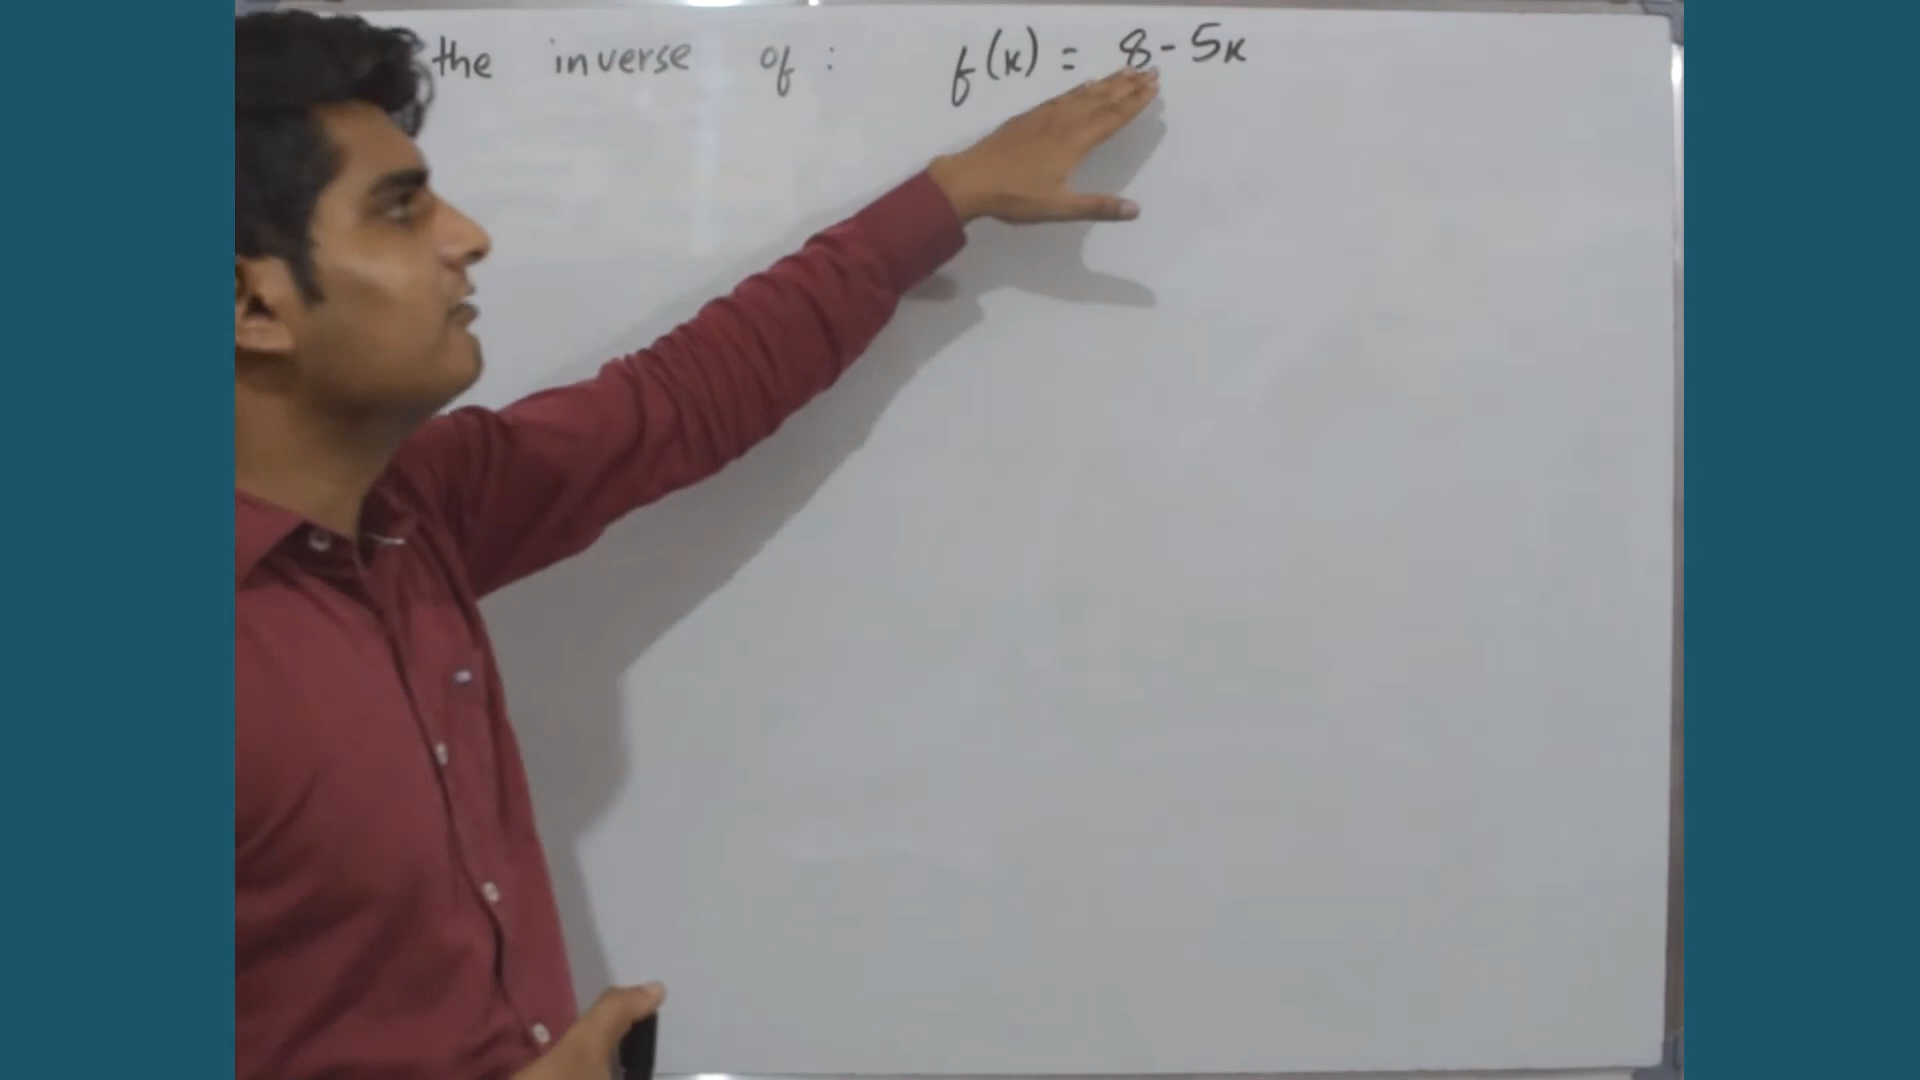 the inverse of : f(x) = 8-5x